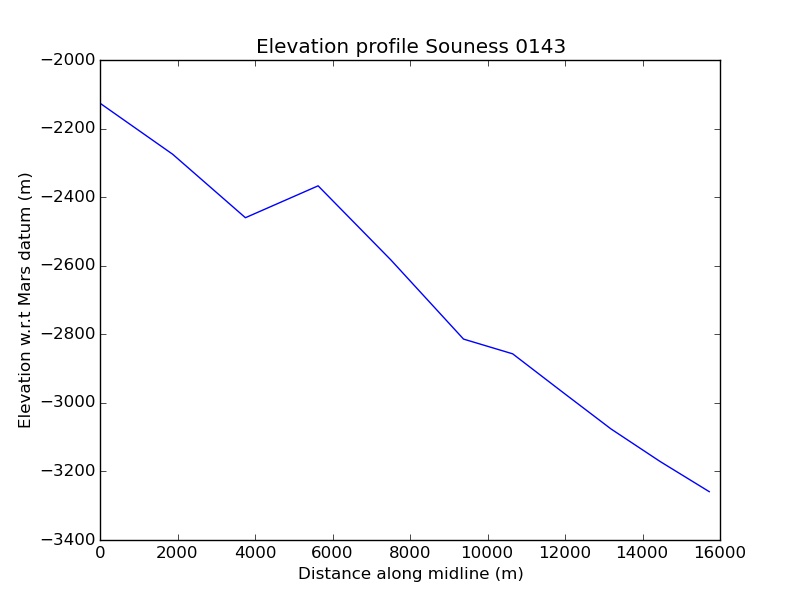 Elevation profile Souness 0143
Elevation w.r.t Mars datum (m)
−2000
−2200
−2400
−2600
−2800
−3000
−3200
−3400
0 2000 4000 6000 8000 10000 12000 14000 16000
Distance along midline (m)